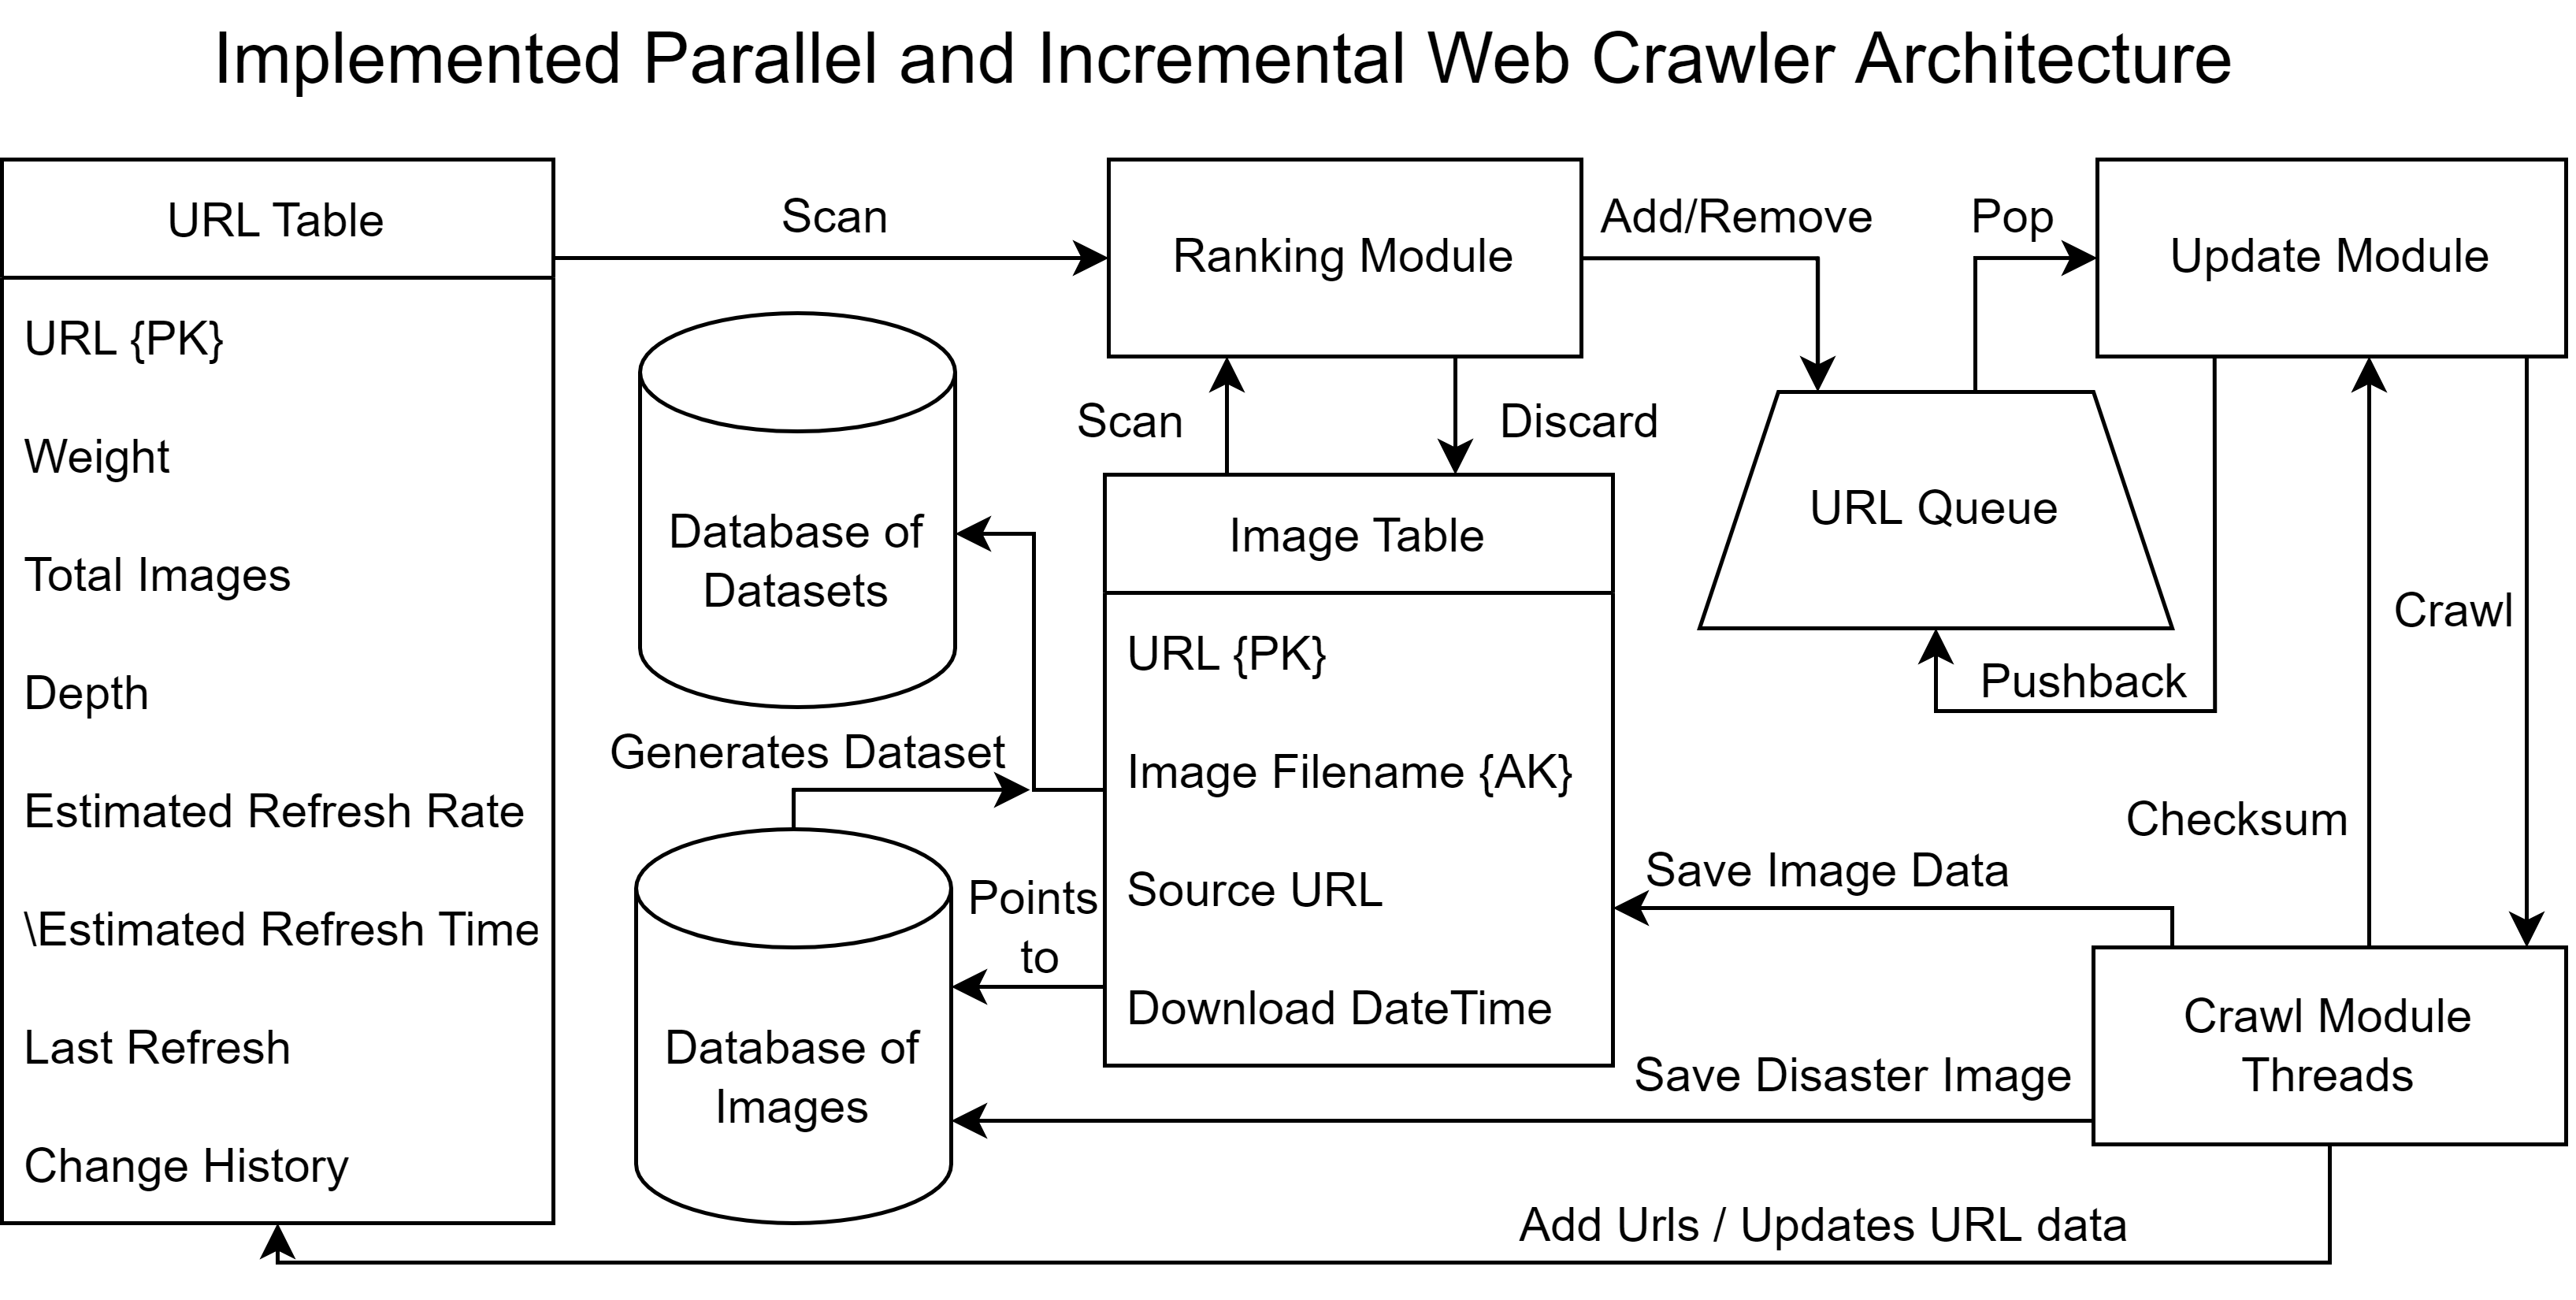 Implemented Parallel and Incremental Web Crawler Architecture
URL Table
URL {PK}
Weight
Total Images
Depth
Estimated Refresh Rate
\Estimated Refresh Time
Last Refresh
Change History
Scan
Ranking Module
Add/Remove
Pop
Update Module
Scan
Discard
Database of
Datasets
Image Table
URL {PK}
Image Filename {AK}
Source URL
Download DateTime
URL Queue
Pushback
Crawl
Checksum
Generates Dataset
Points
to
Database of
Images
Save Image Data
Save Disaster Image
Crawl Module
Threads
Add Urls / Updates URL data